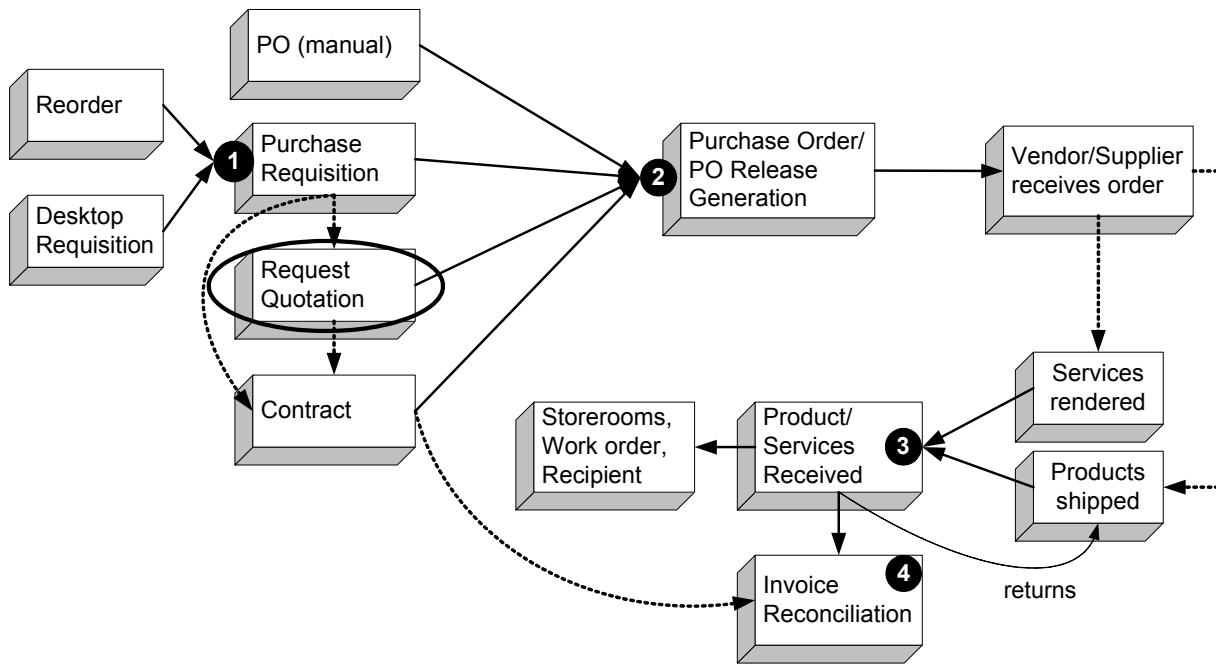 PO (manual)
Reorder
1
Purchase
Requisition
Desktop
Requisition
Request
Quotation
Contract
2
Purchase Order/
PO Release
Generation
Vendor/Supplier
receives order
Services
rendered
Products
shipped
3
Product/
Services
Received
Storerooms,
Work order,
Recipient
returns
4
Invoice
Reconciliation